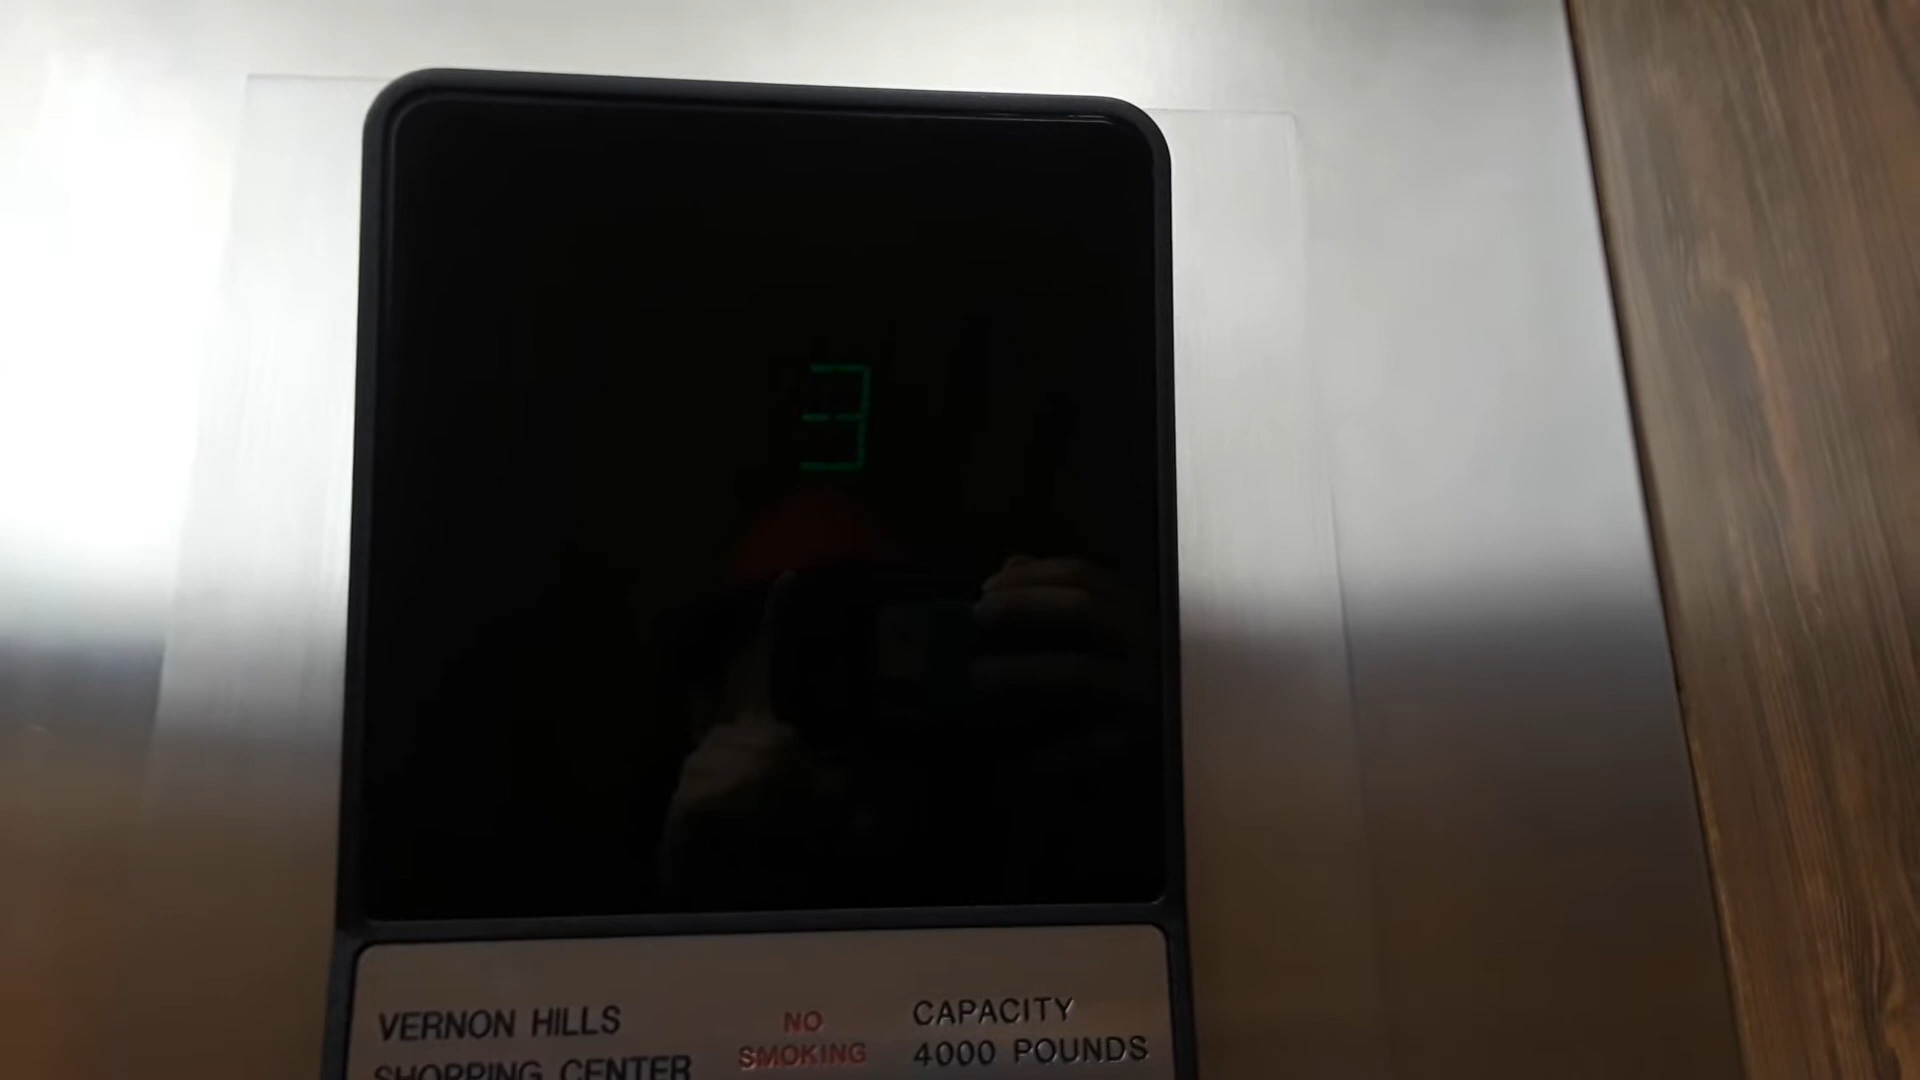 3
VERNON HILLS
SHOPPING CENTER
NO
SMOKING
CAPACITY
4000 POUNDS